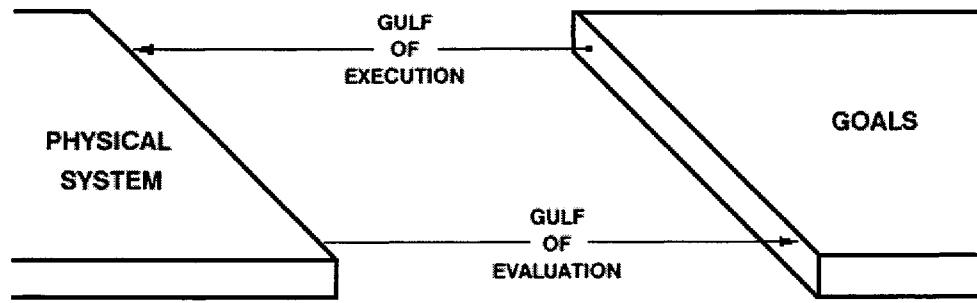 GULF
OF
EXECUTION
PHYSICAL
SYSTEM
GOALS
GULF
OF
EVALUATION